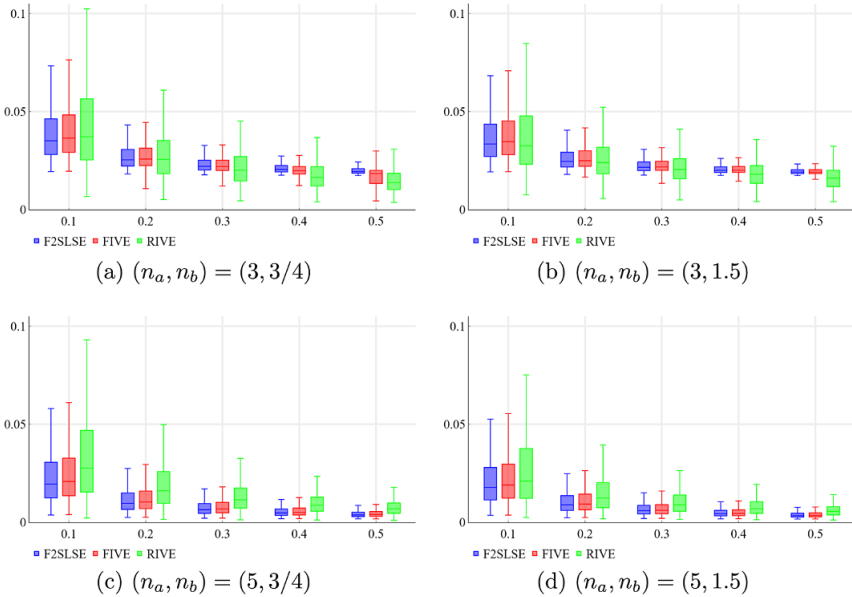 0.1 0.1
0.05 0.05
0 0
0.1 0.2 0.3 0.4 0.5 0.1 0.2 0.3 0.4 0.5
F2SLSE FIVE RIVE F2SLSE FIVE RIVE
(a) (n_a, n_b) = (3, 3/4) (b) (n_a, n_b) = (3, 1.5)
0.1 0.1
0.05 0.05
0 0
0.1 0.2 0.3 0.4 0.5 0.1 0.2 0.3 0.4 0.5
F2SLSE FIVE RIVE F2SLSE FIVE RIVE
(c) (n_a, n_b) = (5, 3/4) (d) (n_a, n_b) = (5, 1.5)